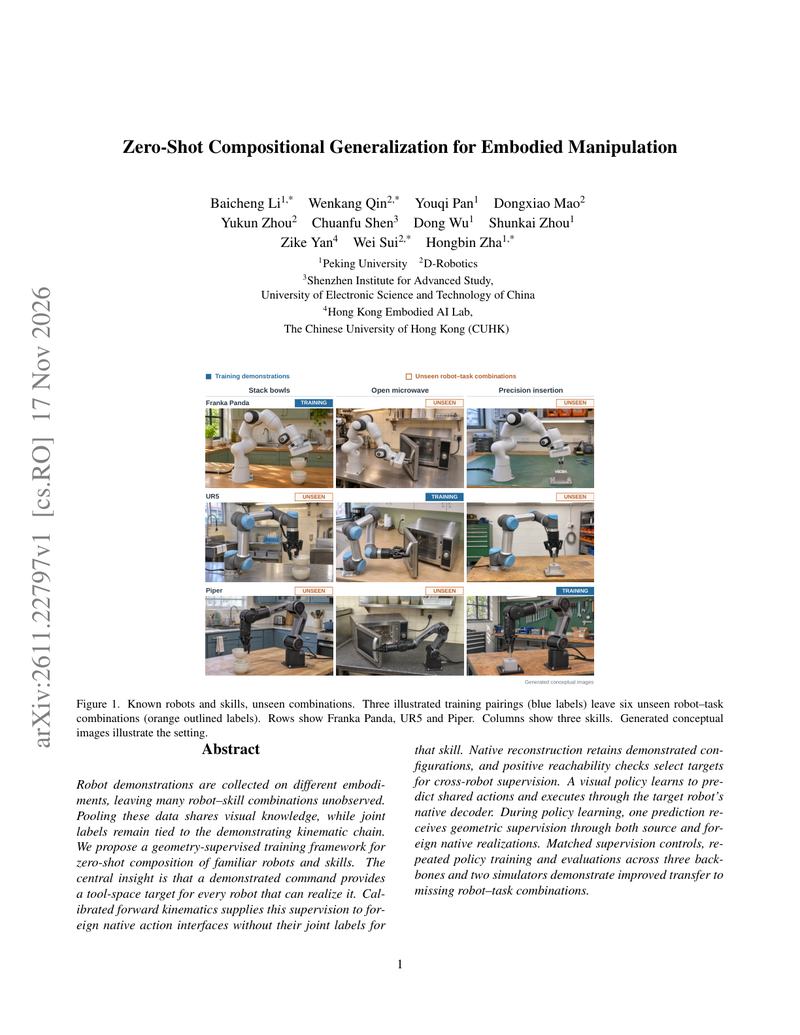 Zero-Shot Compositional Generalization for Embodied Manipulation
Baicheng Li1,* Wenkang Qin2,* Youqi Pan1 Dongxiao Mao2
Yukun Zhou2 Chuanfu Shen3 Dong Wu1 Shunkai Zhou1
Zike Yan4 Wei Sui2,* Hongbin Zha1,*
1Peking University 2D-Robotics
3Shenzhen Institute for Advanced Study,
University of Electronic Science and Technology of China
4Hong Kong Embodied AI Lab,
The Chinese University of Hong Kong (CUHK)
arXiv:2611.22797v1 [cs.RO] 17 Nov 2026
Training demonstrations Unseen robot–task combinations
Stack bowls Open microwave Precision insertion
Franka Panda TRAINING UNSEEN UNSEEN
UR5 UNSEEN TRAINING UNSEEN
Piper UNSEEN UNSEEN TRAINING
Generated conceptual images
Figure 1. Known robots and skills, unseen combinations. Three illustrated training pairings (blue labels) leave six unseen robot–task
combinations (orange outlined labels). Rows show Franka Panda, UR5 and Piper. Columns show three skills. Generated conceptual
images illustrate the setting.
Abstract
Robot demonstrations are collected on different embodi-
ments, leaving many robot–skill combinations unobserved.
Pooling these data shares visual knowledge, while joint
labels remain tied to the demonstrating kinematic chain.
We propose a geometry-supervised training framework for
zero-shot composition of familiar robots and skills. The
central insight is that a demonstrated command provides
a tool-space target for every robot that can realize it. Cal-
ibrated forward kinematics supplies this supervision to for-
eign native action interfaces without their joint labels for
that skill. Native reconstruction retains demonstrated con-
figurations, and positive reachability checks select targets
for cross-robot supervision. A visual policy learns to pre-
dict shared actions and executes through the target robot's
native decoder. During policy learning, one prediction re-
ceives geometric supervision through both source and for-
eign native realizations. Matched supervision controls, re-
peated policy training and evaluations across three back-
bones and two simulators demonstrate improved transfer to
missing robot–task combinations.
1